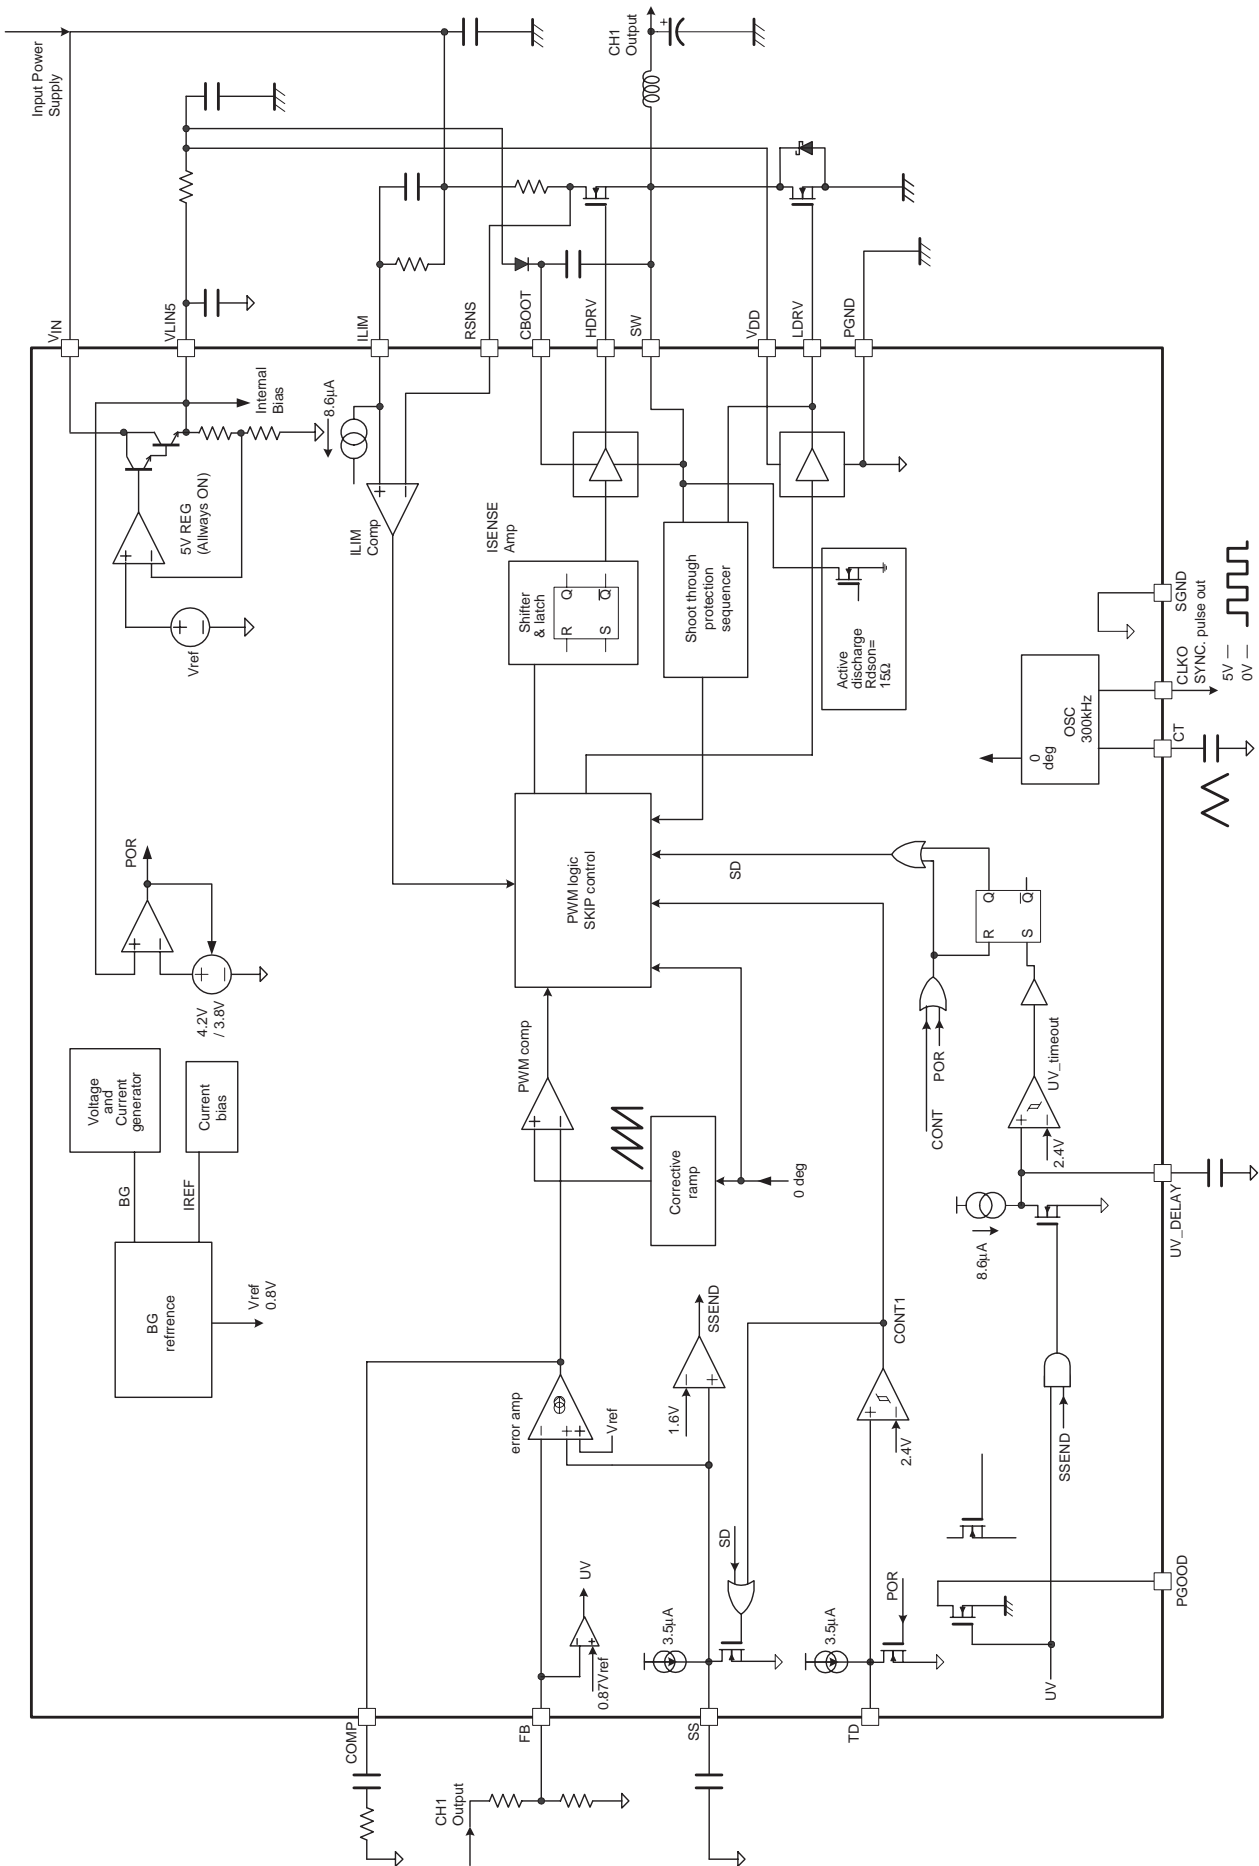 Input Power
Supply
CH1
Output
+
VIN
VLIN5
ILIM
RSNS
CBOOT
HDRV
SW
VDD
LDRV
PGND
Internal
Bias
8.6μA
5V REG
(Allways ON)
+
−
+
−
Vref
+
−
ILIM
Comp
ISENSE
Amp
Shifter
& latch
R
Q
S
Q
Shoot through
protection
sequencer
Active
discharge
Rdson=
15Ω
SGND
CLKO
SYNC. pulse out
5V
0V
CT
OSC
300kHz
0
deg
POR
+
−
+
−
4.2V
/ 3.8V
PWM logic
SKIP control
SD
R
Q
S
Q
POR
CONT
Voltage
and
Current
generator
Current
bias
BG
IREF
BG
refrrence
Vref
0.8V
PWM comp
+
−
Corrective
ramp
0 deg
UV_timeout
+
−
2.4V
8.6μA
UV_DELAY
error amp
−
+
+
Vref
SSEND
−
+
1.6V
CONT1
+
−
2.4V
SSEND
UV
−
+
0.87Vref
SD
3.5μA
3.5μA
POR
UV
PGOOD
COMP
FB
SS
TD
CH1
Output